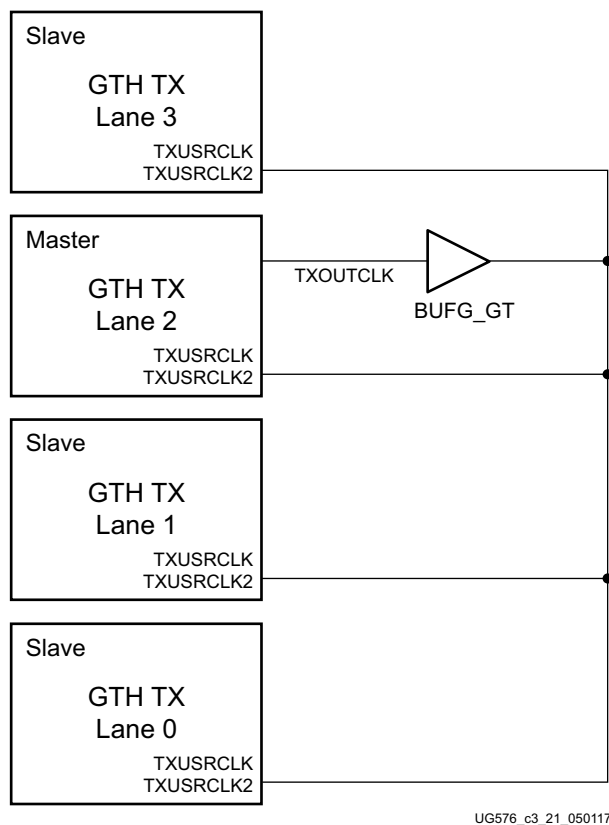 Slave
GTH TX
Lane 3
TXUSRCLK
TXUSRCLK2
Master
GTH TX
Lane 2
TXOUTCLK
BUFG_GT
TXUSRCLK
TXUSRCLK2
Slave
GTH TX
Lane 1
TXUSRCLK
TXUSRCLK2
Slave
GTH TX
Lane 0
TXUSRCLK
TXUSRCLK2
UG576_c3_21_050117